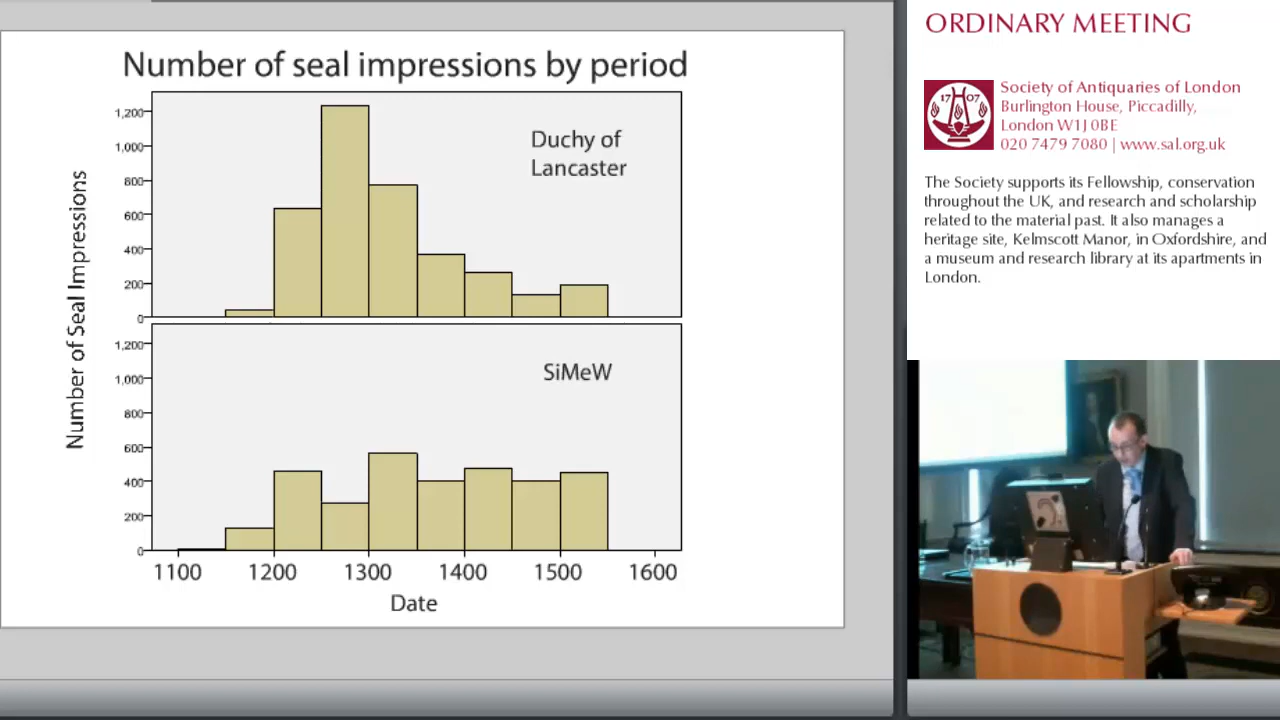 Number of seal impressions by period
Number of Seal Impressions
1,200
1,000
800
600
400
200
0
Duchy of
Lancaster
1,200
1,000
800
600
400
200
0
SiMeW
1100 1200 1300 1400 1500 1600
Date
ORDINARY MEETING
17 07
Society of Antiquaries of London
Burlington House, Piccadilly,
London W1J 0BE
020 7479 7080 | www.sal.org.uk
The Society supports its Fellowship, conservation
throughout the UK, and research and scholarship
related to the material past. It also manages a
heritage site, Kelmscott Manor, in Oxfordshire, and
a museum and research library at its apartments in
London.